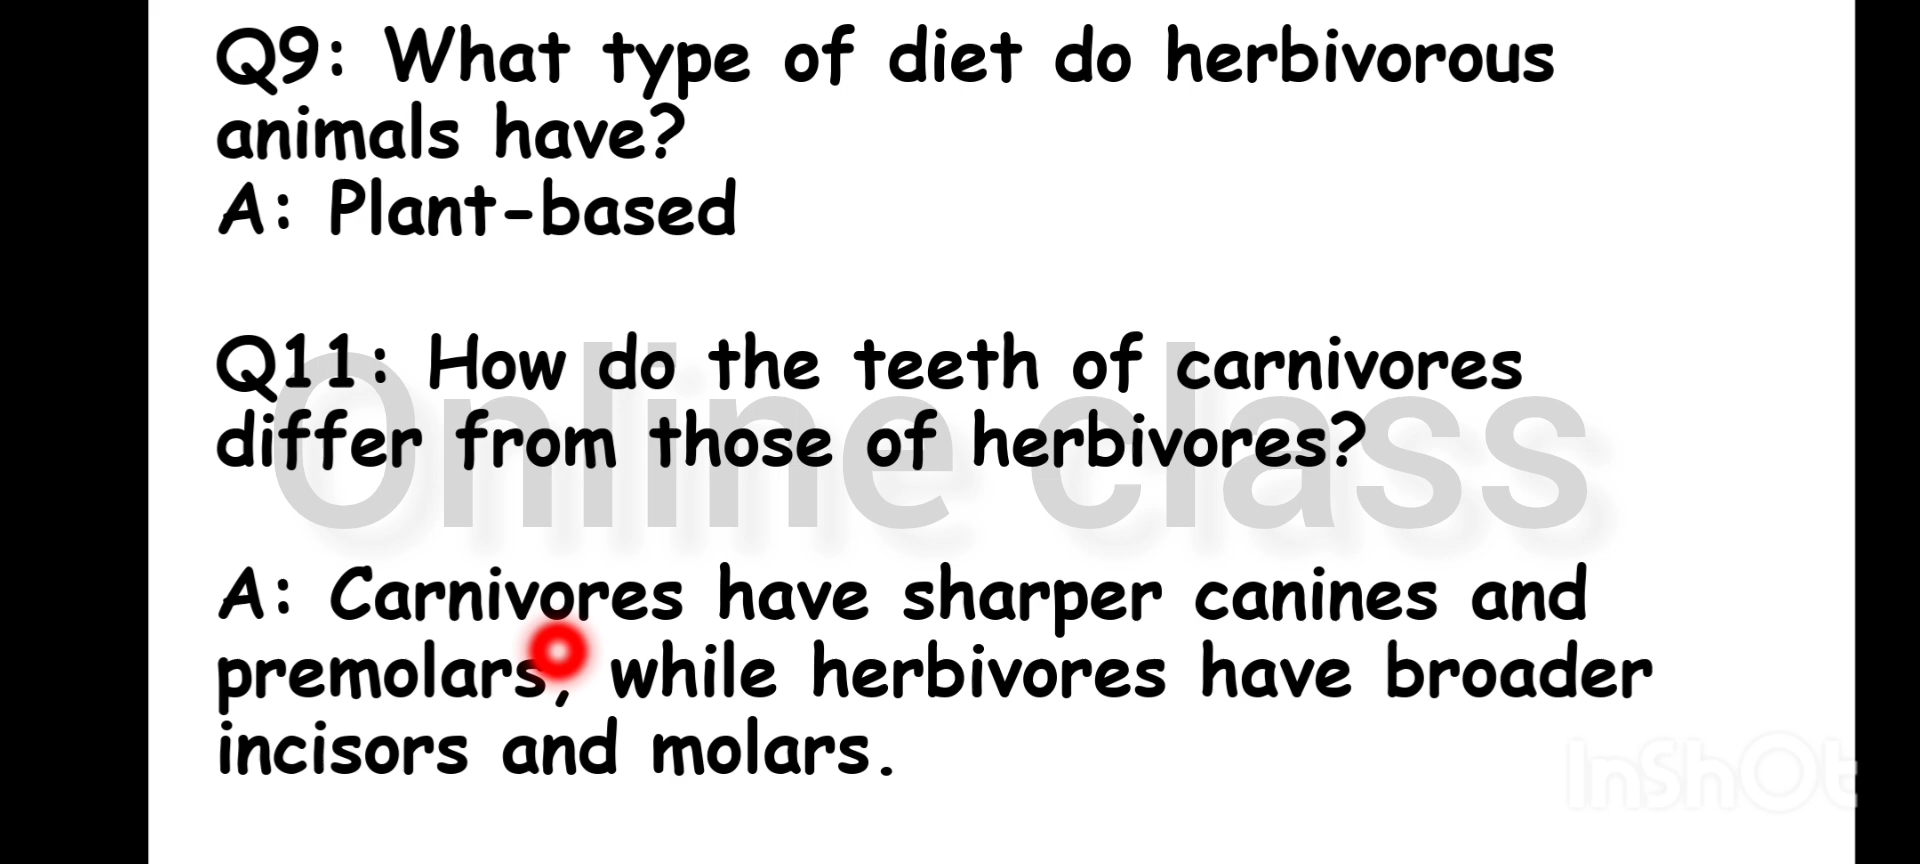 Q9: What type of diet do herbivorous
animals have?
A: Plant-based
Q11: How do the teeth of carnivores
differ from those of herbivores?
Online class
A: Carnivores have sharper canines and
premolars, while herbivores have broader
incisors and molars.
InShOt